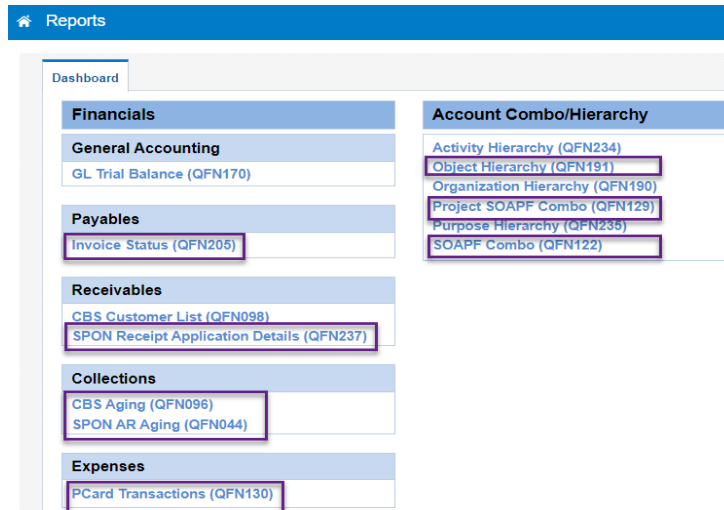 Reports
Dashboard
Financials
General Accounting
GL Trial Balance (QFN170)
Payables
Invoice Status (QFN205)
Receivables
CBS Customer List (QFN098)
SPON Receipt Application Details (QFN237)
Collections
CBS Aging (QFN096)
SPON AR Aging (QFN044)
Expenses
PCard Transactions (QFN130)
Account Combo/Hierarchy
Activity Hierarchy (QFN234)
Object Hierarchy (QFN191)
Organization Hierarchy (QFN190)
Project SOAPF Combo (QFN129)
Purpose Hierarchy (QFN235)
SOAPF Combo (QFN122)